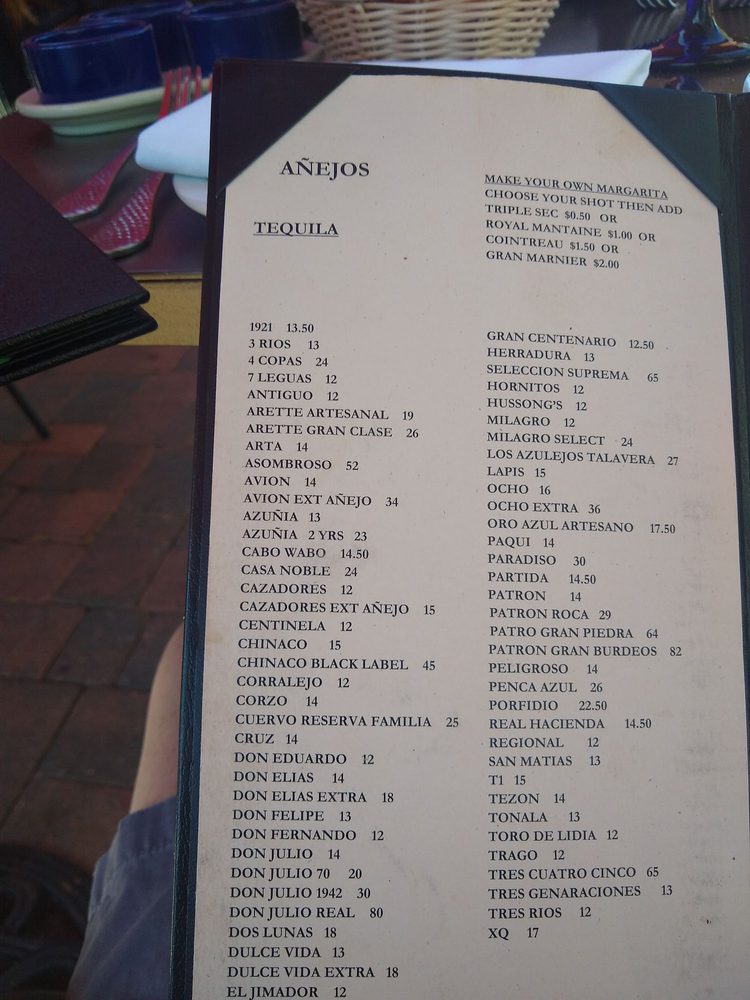 AÑEJOS
TEQUILA
MAKE YOUR OWN MARGARITA
CHOOSE YOUR SHOT THEN ADD
TRIPLE SEC $0.50 OR
ROYAL MANTAINE $1.00 OR
COINTREAU $1.50 OR
GRAN MARNIER $2.00
1921 13.50
3 RIOS 13
4 COPAS 24
7 LEGUAS 12
ANTIGUO 12
ARETTE ARTESANAL 19
ARETTE GRAN CLASE 26
ARTA 14
ASOMBROSO 52
AVION 14
AVION EXT AÑEJO 34
AZUÑIA 13
AZUÑIA 2 YRS 23
CABO WABO 14.50
CASA NOBLE 24
CAZADORES 12
CAZADORES EXT AÑEJO 15
CENTINELA 12
CHINACO 15
CHINACO BLACK LABEL 45
CORRALEJO 12
CORZO 14
CUERVO RESERVA FAMILIA 25
CRUZ 14
DON EDUARDO 12
DON ELIAS 14
DON ELIAS EXTRA 18
DON FELIPE 13
DON FERNANDO 12
DON JULIO 14
DON JULIO 70 20
DON JULIO 1942 30
DON JULIO REAL 80
DOS LUNAS 18
DULCE VIDA 13
DULCE VIDA EXTRA 18
EL JIMADOR 12
GRAN CENTENARIO 12.50
HERRADURA 13
SELECCION SUPREMA 65
HORNITOS 12
HUSSONG'S 12
MILAGRO 12
MILAGRO SELECT 24
LOS AZULEJOS TALAVERA 27
LAPIS 15
OCHO 16
OCHO EXTRA 36
ORO AZUL ARTESANO 17.50
PAQUI 14
PARADISO 30
PARTIDA 14.50
PATRON 14
PATRON ROCA 29
PATRO GRAN PIEDRA 64
PATRON GRAN BURDEOS 82
PELIGROSO 14
PENCA AZUL 26
PORFIDIO 22.50
REAL HACIENDA 14.50
REGIONAL 12
SAN MATIAS 13
T1 15
TEZON 14
TONALA 13
TORO DE LIDIA 12
TRAGO 12
TRES CUATRO CINCO 65
TRES GENARACIONES 13
TRES RIOS 12
XQ 17